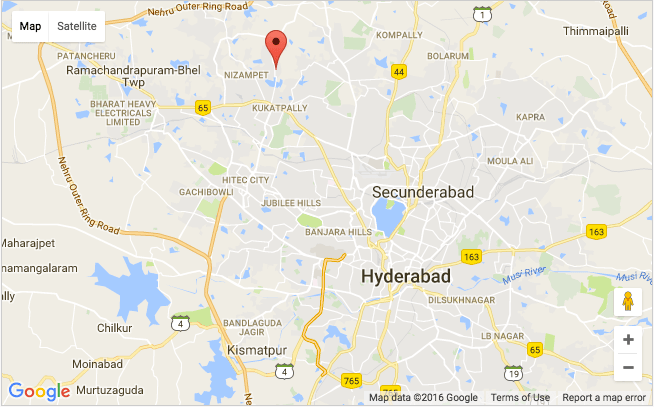 Nehru Outer Ring Road
Map
Satellite
1
Thimmaipalli
KOMPALLY
PATANCHERU
BOLARUM
Ramachandrapuram-Bhel
Twp
NIZAMPET
44
BHARAT HEAVY
ELECTRICALS
LIMITED
65
KUKATPALLY
KAPRA
MOULA ALI
Nehru Outer Ring Road
HITEC CITY
GACHIBOWLI
Secunderabad
JUBILEE HILLS
BANJARA HILLS
163
Maharajpet
163
namangalaram
Hyderabad
Musi River
Musi River
ally
DILSUKHNAGAR
Chilkur
4
BANDLAGUDA
JAGIR
LB NAGAR
Kismatpur
65
Moinabad
4
19
765
765
Murtuzaguda
Google
Map data ©2016 Google
Terms of Use
Report a map error